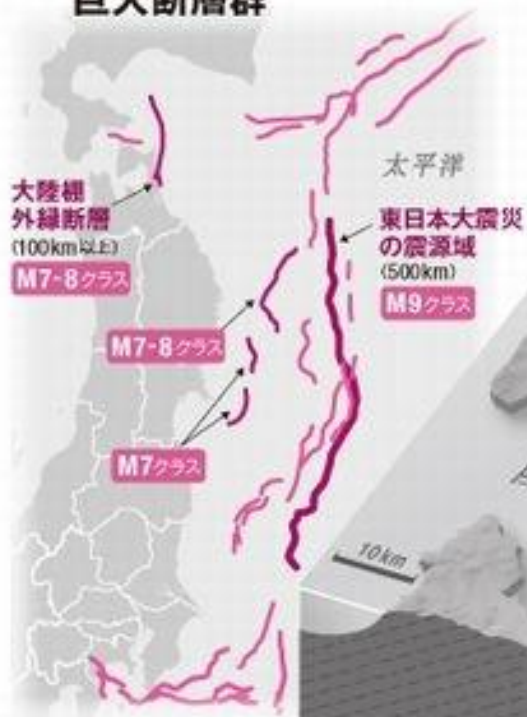 巨大断層群
太平洋
大陸棚
外縁断層
(100km以上)
M7-8クラス
東日本大震災
の震源域
(500km)
M9クラス
M7-8クラス
M7クラス
10km